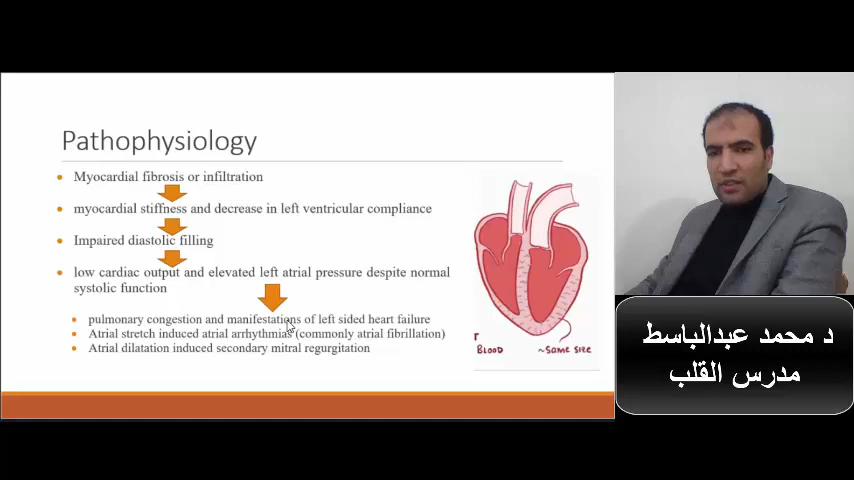 Pathophysiology
Myocardial fibrosis or infiltration
myocardial stiffness and decrease in left ventricular compliance
Impaired diastolic filling
low cardiac output and elevated left atrial pressure despite normal
systolic function
pulmonary congestion and manifestations of left sided heart failure
Atrial stretch induced atrial arrhythmias (commonly atrial fibrillation)
Atrial dilatation induced secondary mitral regurgitation
BLOOD
~SAME SIZE
د محمد عبدالباسط
مدرس القلب